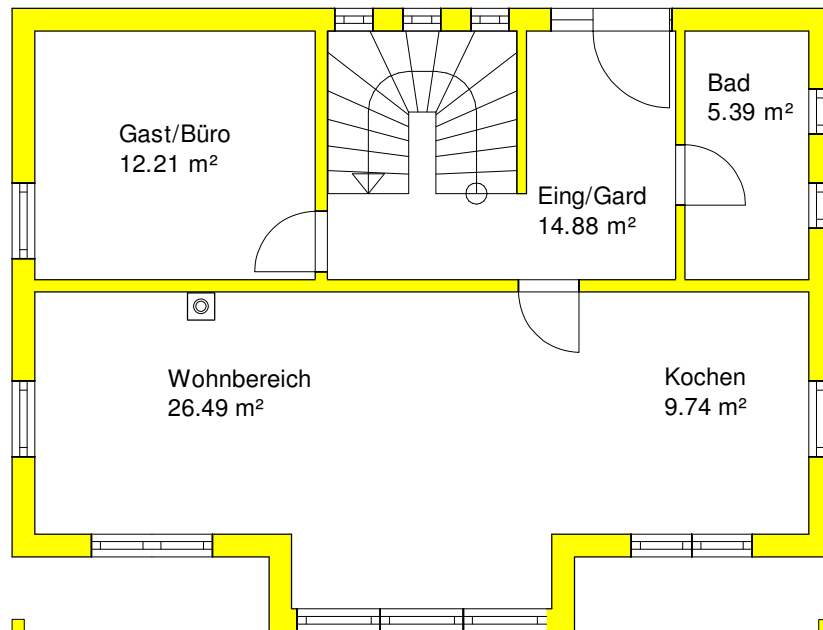 Gast/Büro
12.21 m²
Bad
5.39 m²
Eing/Gard
14.88 m²
Wohnbereich
26.49 m²
Kochen
9.74 m²